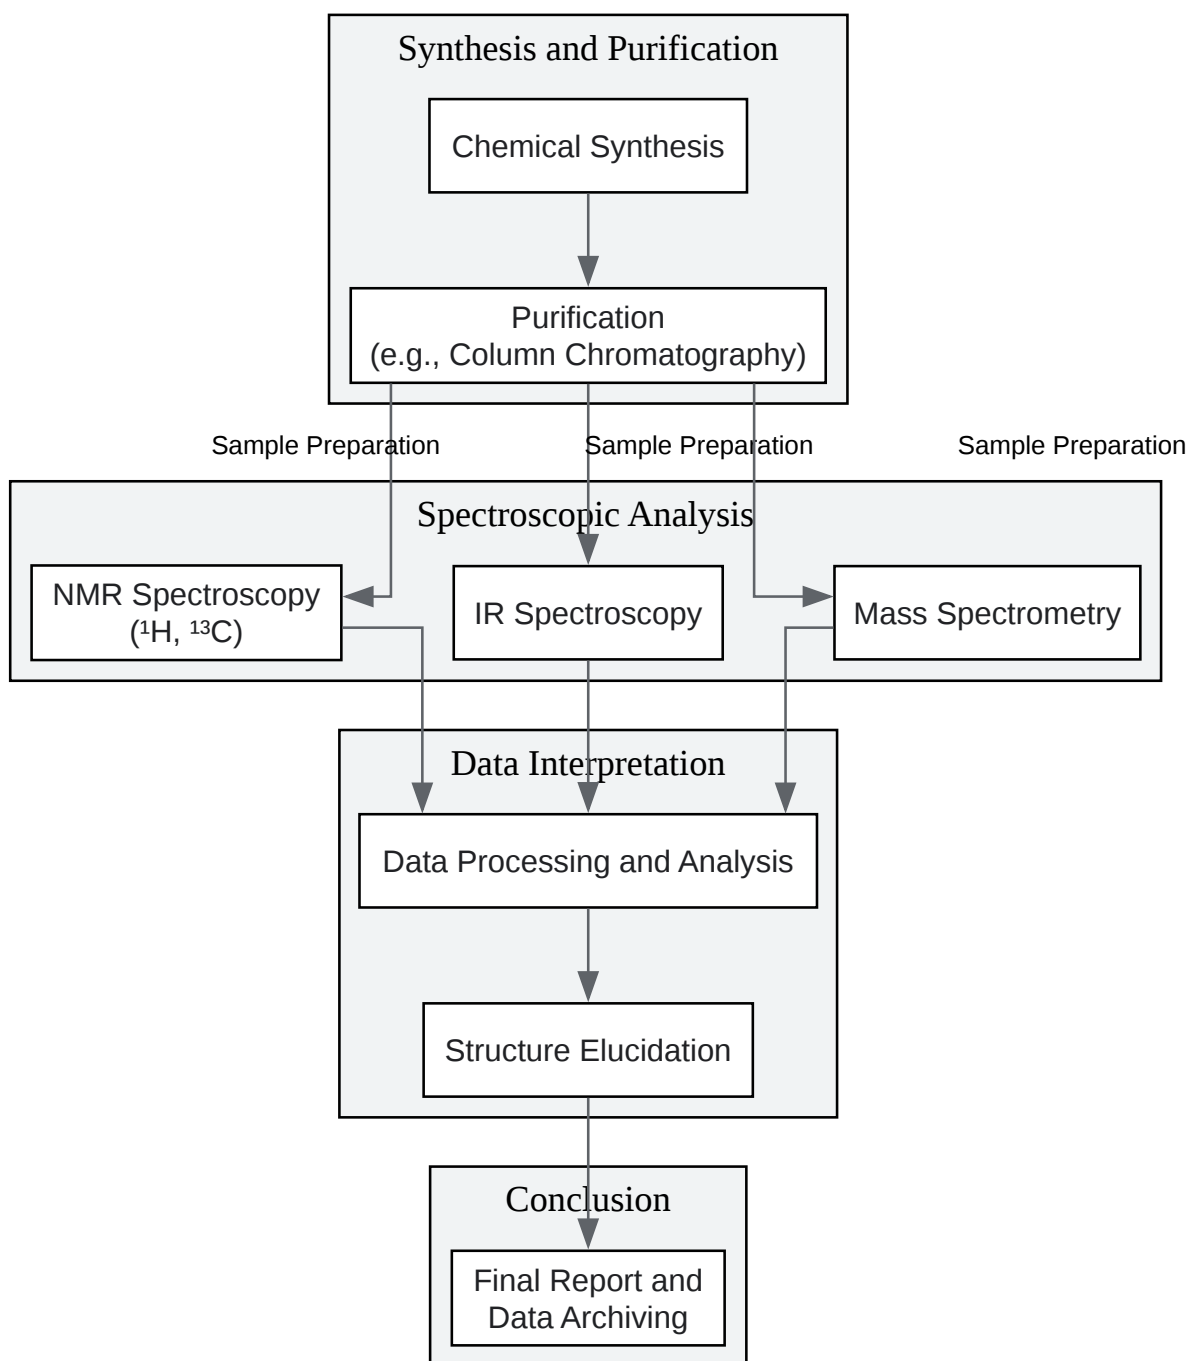 Synthesis and Purification
Chemical Synthesis
Purification
(e.g., Column Chromatography)
Sample Preparation
Sample Preparation
Sample Preparation
Spectroscopic Analysis
NMR Spectroscopy
(¹H, ¹³C)
IR Spectroscopy
Mass Spectrometry
Data Interpretation
Data Processing and Analysis
Structure Elucidation
Conclusion
Final Report and
Data Archiving